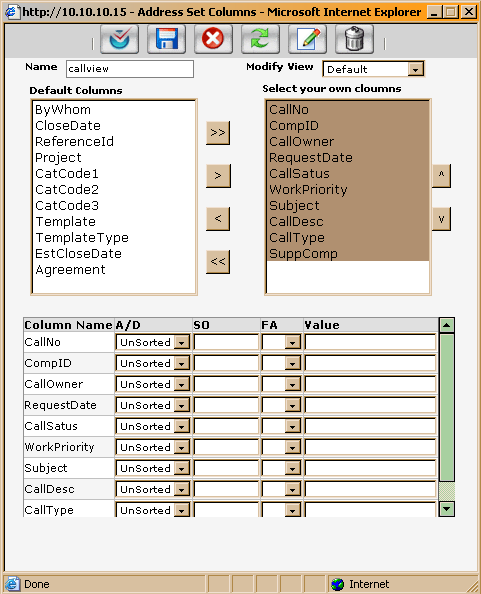 http://10.10.10.15 - Address Set Columns - Microsoft Internet Explorer
Name callview Modify View Default
Default Columns
ByWhom
CloseDate
ReferenceId
Project
CatCode1
CatCode2
CatCode3
Template
TemplateType
EstCloseDate
Agreement
>>
>
<
<<
Select your own cloumns
CallNo
CompID
CallOwner
RequestDate
CallSatus
WorkPriority
Subject
CallDesc
CallType
SuppComp
^
v
Column Name A/D SO FA Value
CallNo UnSorted
CompID UnSorted
CallOwner UnSorted
RequestDate UnSorted
CallSatus UnSorted
WorkPriority UnSorted
Subject UnSorted
CallDesc UnSorted
CallType UnSorted
Done Internet